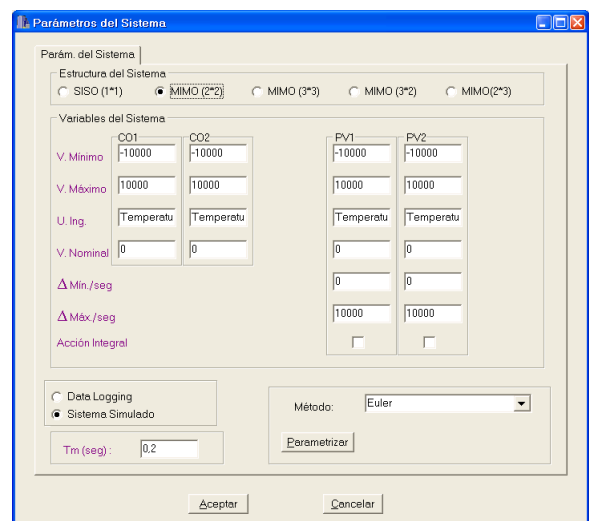 Parámetros del Sistema
Parám. del Sistema
Estructura del Sistema
SISO (1*1) MIMO (2*2) MIMO (3*3) MIMO (3*2) MIMO(2*3)
Variables del Sistema
CO1 CO2 PV1 PV2
V. Mínimo -10000 -10000 -10000 -10000
V. Máximo 10000 10000 10000 10000
U. Ing. Temperatu Temperatu Temperatu Temperatu
V. Nominal 0 0 0 0
Δ Mín./seg 0 0
Δ Máx./seg 10000 10000
Acción Integral
Data Logging
Sistema Simulado
Método: Euler
Tm (seg) : 0,2
Parametrizar
Aceptar Cancelar